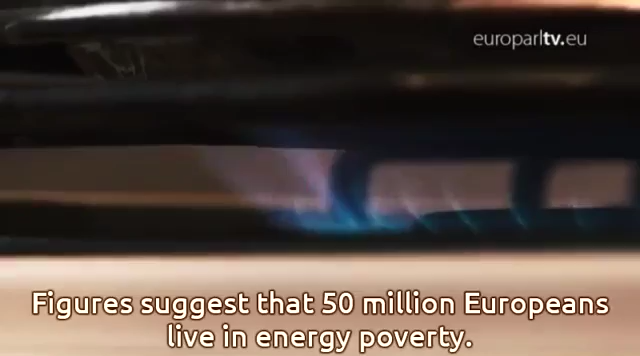 europarltv.eu
Figures suggest that 50 million Europeans
live in energy poverty.